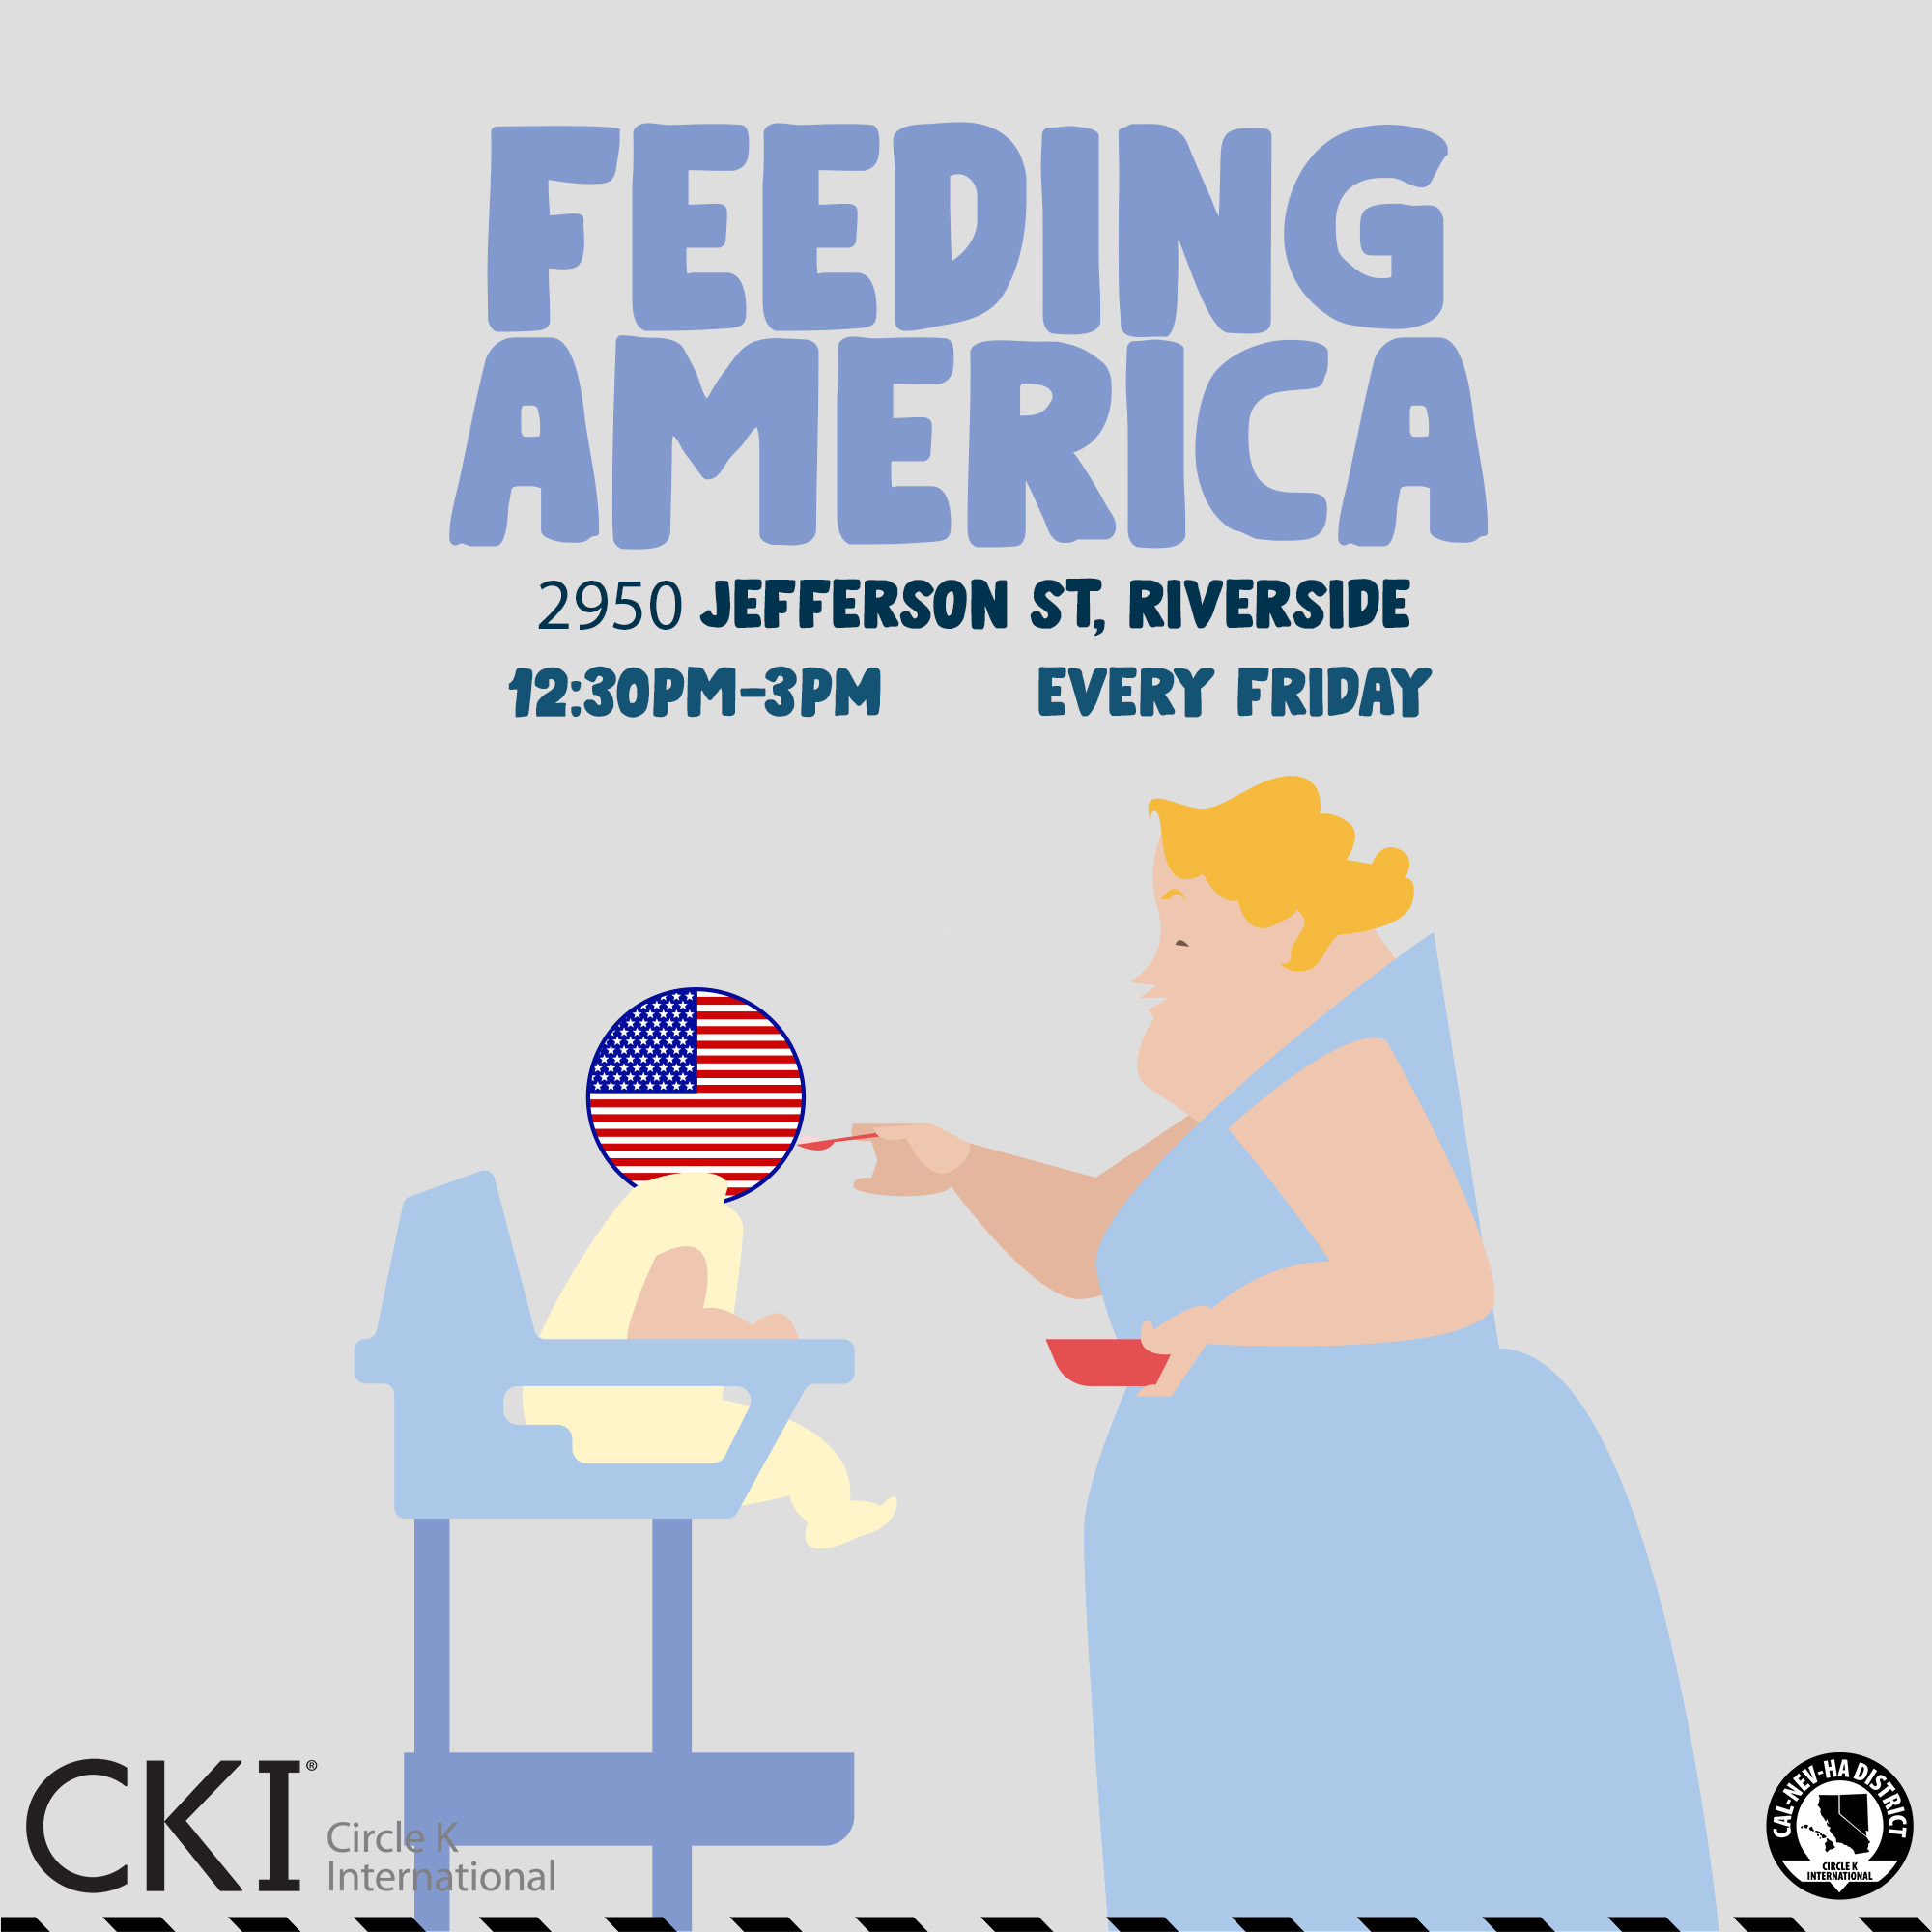 FEEDING
AMERICA
2950 JEFFERSON ST, RIVERSIDE
12:30PM-3PM EVERY FRIDAY
CKI®
Circle K
International
CAL-NEV-HA DISTRICT
CIRCLE K
INTERNATIONAL